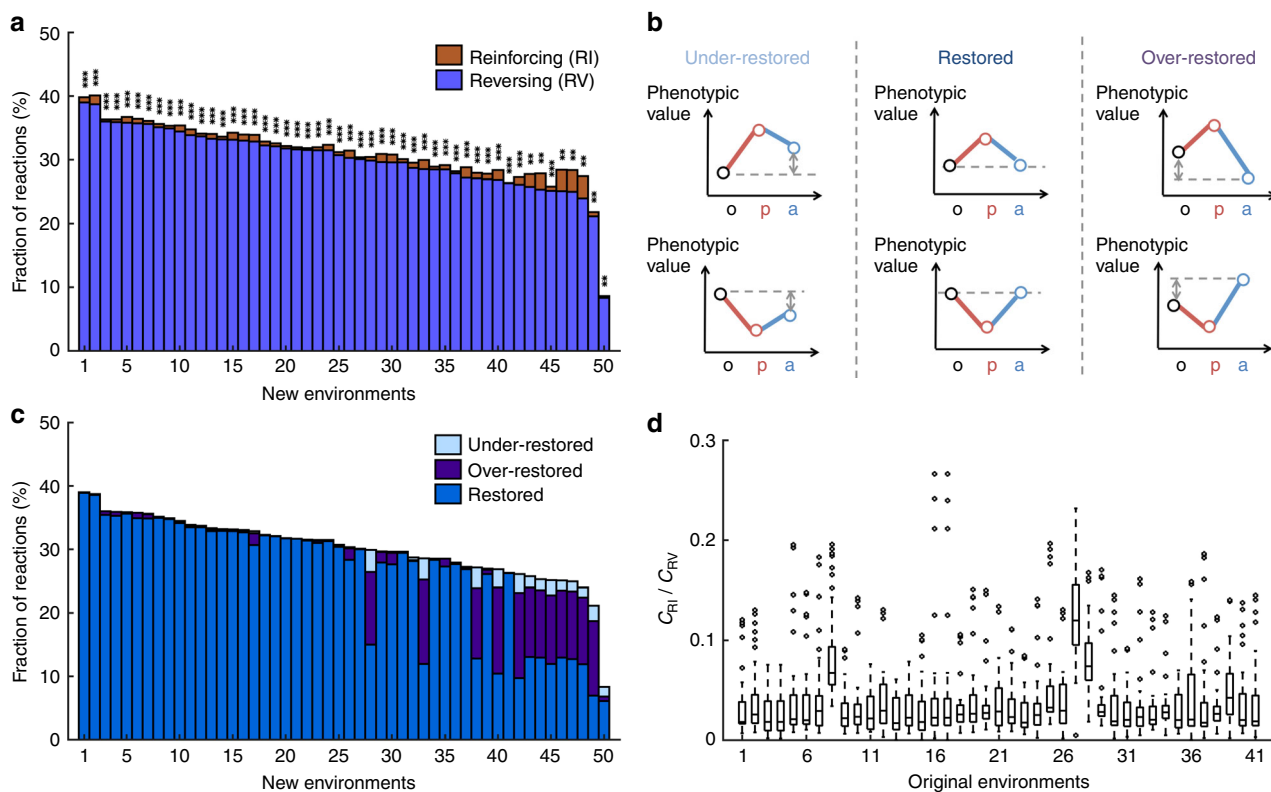 a
50
40
30
20
10
0
Fraction of reactions (%)
Reinforcing (RI)
Reversing (RV)
1 5 10 15 20 25 30 35 40 45 50
New environments
b
Under-restored
Restored
Over-restored
Phenotypic
value
o p a
Phenotypic
value
o p a
Phenotypic
value
o p a
Phenotypic
value
o p a
Phenotypic
value
o p a
Phenotypic
value
o p a
c
50
40
30
20
10
0
Fraction of reactions (%)
Under-restored
Over-restored
Restored
1 5 10 15 20 25 30 35 40 45 50
New environments
d
0.3
0.2
0.1
0
C_RI / C_RV
1 6 11 16 21 26 31 36 41
Original environments